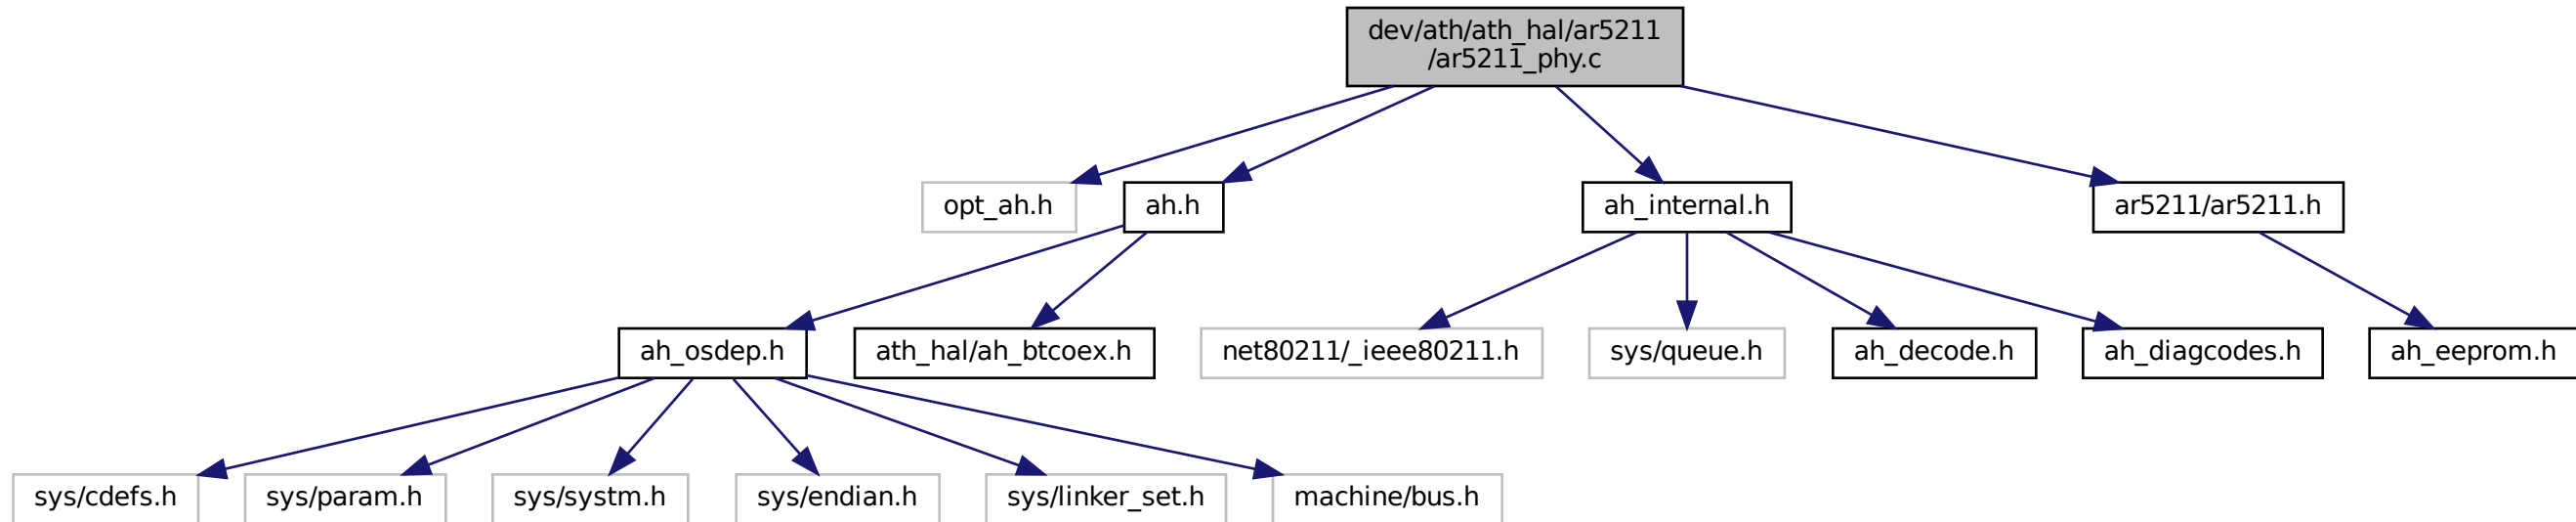 dev/ath/ath_hal/ar5211
/ar5211_phy.c
opt_ah.h
ah.h
ah_internal.h
ar5211/ar5211.h
ah_osdep.h
ath_hal/ah_btcoex.h
net80211/_ieee80211.h
sys/queue.h
ah_decode.h
ah_diagcodes.h
ah_eeprom.h
sys/cdefs.h
sys/param.h
sys/systm.h
sys/endian.h
sys/linker_set.h
machine/bus.h